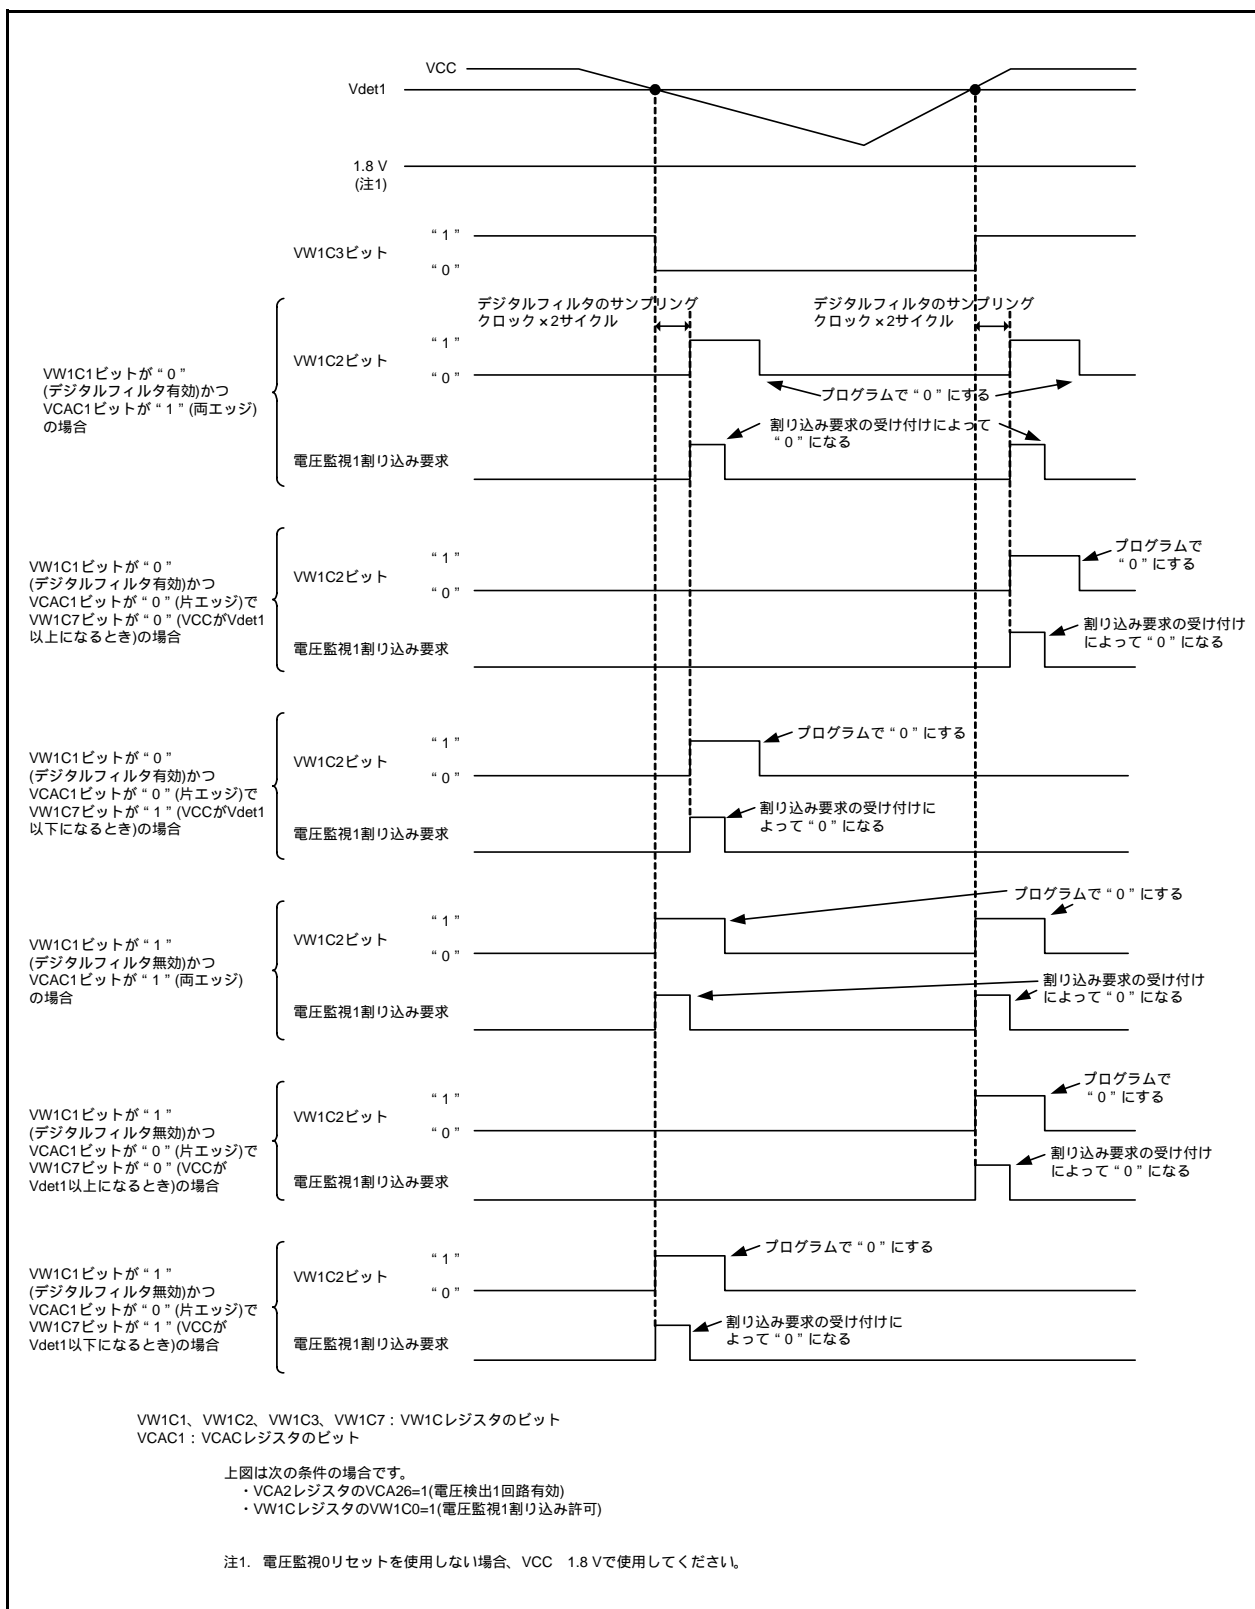 VCC
Vdet1
1.8 V
(注1)
VW1C3ビット
“ 1 ”
“ 0 ”
VW1C1ビットが “ 0 ”
(デジタルフィルタ有効)かつ
VCAC1ビットが “ 1 ” (両エッジ)
の場合
デジタルフィルタのサンプリング
クロック×2サイクル
デジタルフィルタのサンプリング
クロック×2サイクル
VW1C2ビット
“ 1 ”
“ 0 ”
プログラムで “ 0 ” にする
割り込み要求の受け付けによって
“ 0 ” になる
電圧監視1割り込み要求
VW1C1ビットが “ 0 ”
(デジタルフィルタ有効)かつ
VCAC1ビットが “ 0 ” (片エッジ)で
VW1C7ビットが “ 0 ” (VCCがVdet1
以上になるとき)の場合
VW1C2ビット
“ 1 ”
“ 0 ”
プログラムで
“ 0 ” にする
電圧監視1割り込み要求
割り込み要求の受け付け
によって “ 0 ” になる
VW1C1ビットが “ 0 ”
(デジタルフィルタ有効)かつ
VCAC1ビットが “ 0 ” (片エッジ)で
VW1C7ビットが “ 1 ” (VCCがVdet1
以下になるとき)の場合
VW1C2ビット
“ 1 ”
“ 0 ”
プログラムで “ 0 ” にする
電圧監視1割り込み要求
割り込み要求の受け付けに
よって “ 0 ” になる
VW1C1ビットが “ 1 ”
(デジタルフィルタ無効)かつ
VCAC1ビットが “ 1 ” (両エッジ)
の場合
VW1C2ビット
“ 1 ”
“ 0 ”
プログラムで “ 0 ” にする
電圧監視1割り込み要求
割り込み要求の受け付け
によって “ 0 ” になる
VW1C1ビットが “ 1 ”
(デジタルフィルタ無効)かつ
VCAC1ビットが “ 0 ” (片エッジ)で
VW1C7ビットが “ 0 ” (VCCが
Vdet1以上になるとき)の場合
VW1C2ビット
“ 1 ”
“ 0 ”
プログラムで
“ 0 ” にする
電圧監視1割り込み要求
割り込み要求の受け付け
によって “ 0 ” になる
VW1C1ビットが “ 1 ”
(デジタルフィルタ無効)かつ
VCAC1ビットが “ 0 ” (片エッジ)で
VW1C7ビットが “ 1 ” (VCCが
Vdet1以下になるとき)の場合
VW1C2ビット
“ 1 ”
“ 0 ”
プログラムで “ 0 ” にする
電圧監視1割り込み要求
割り込み要求の受け付けに
よって “ 0 ” になる
VW1C1、VW1C2、VW1C3、VW1C7：VW1Cレジスタのビット
VCAC1：VCACレジスタのビット
上図は次の条件の場合です。
・VCA2レジスタのVCA26=1(電圧検出1回路有効)
・VW1CレジスタのVW1C0=1(電圧監視1割り込み許可)
注1. 電圧監視0リセットを使用しない場合、VCC 1.8 Vで使用してください。